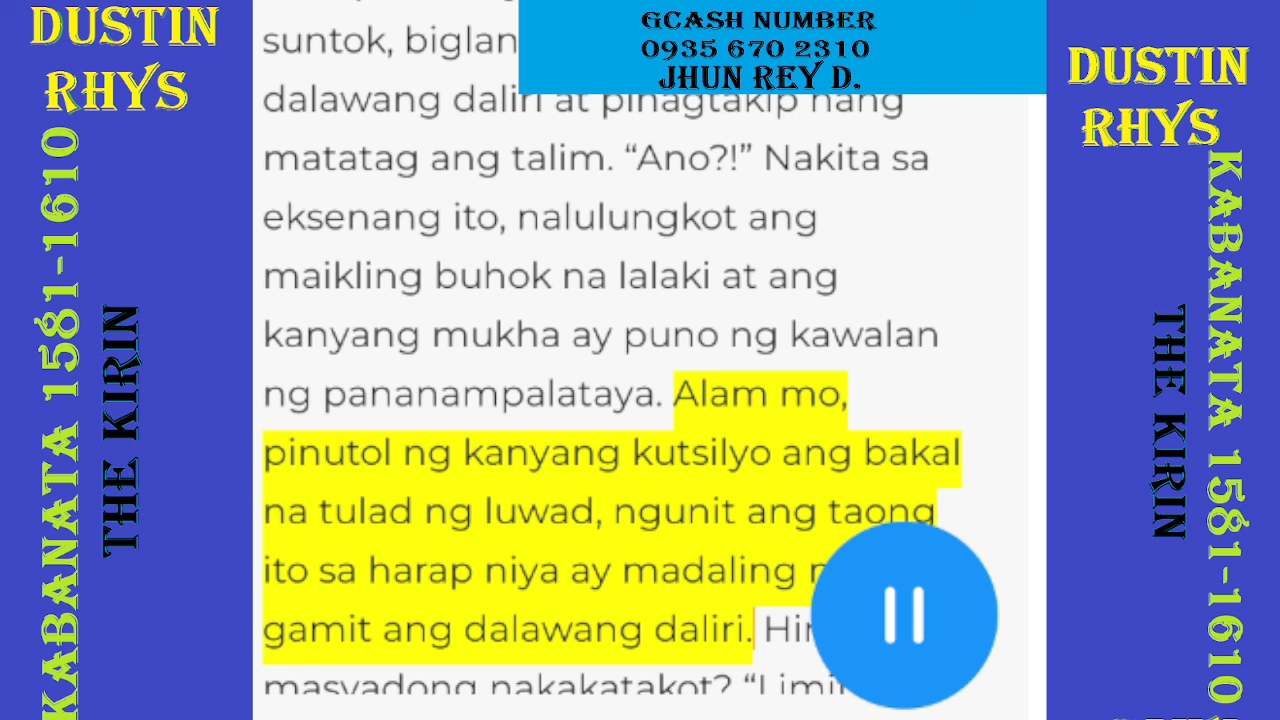 DUSTIN
RHYS
KABANATA 1581-1610
THE KIRIN
GCASH NUMBER
0935 670 2310
JHUN REY D.
suntok, biglan
dalawang daliri at pinagtakip nang
matatag ang talim. “Ano?!” Nakita sa
eksenang ito, nalulungkot ang
maikling buhok na lalaki at ang
kanyang mukha ay puno ng kawalan
ng pananampalataya. Alam mo,
pinutol ng kanyang kutsilyo ang bakal
na tulad ng luwad, ngunit ang taong
ito sa harap niya ay madaling
gamit ang dalawang daliri.
masyadong nakakatakot?
DUSTIN
RHYS
KABANATA 1581-1610
THE KIRIN